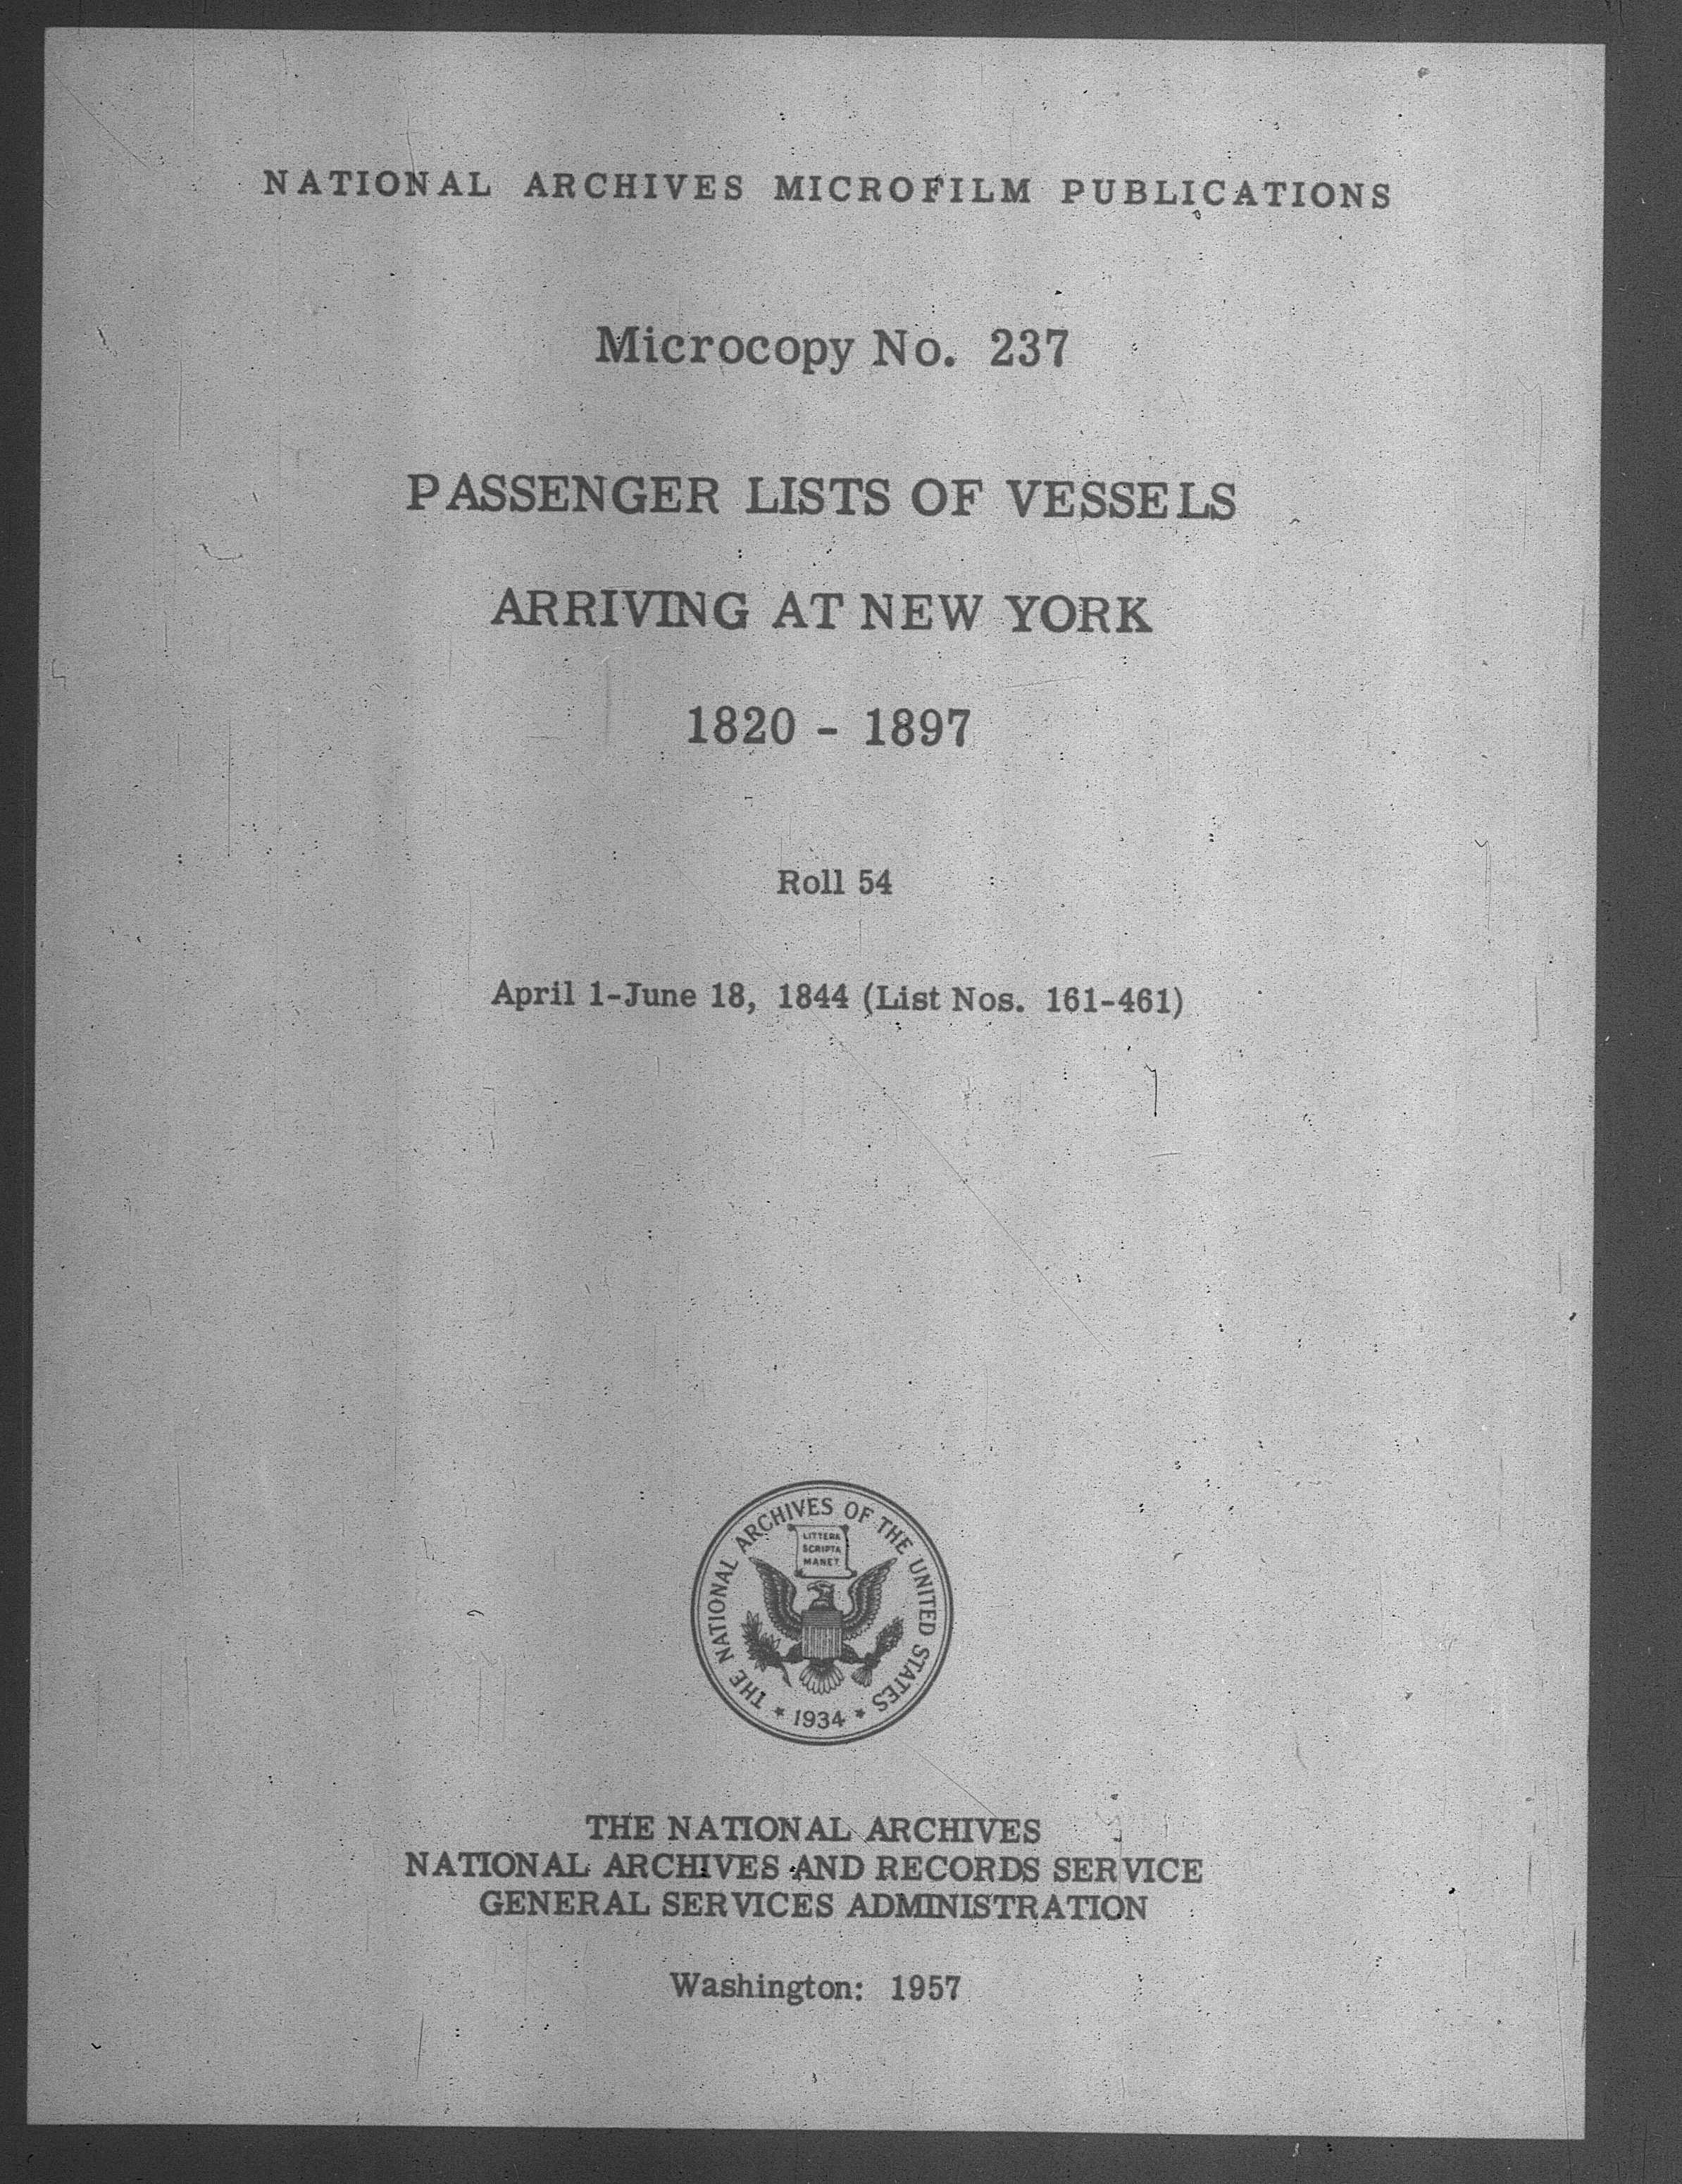 NATIONAL ARCHIVES MICROFILM PUBLICATIONS
Microcopy No. 237
PASSENGER LISTS OF VESSELS
ARRIVING AT NEW YORK
1820 - 1897
Roll 54
April 1-June 18, 1844 (List Nos. 161-461)
THE NATIONAL ARCHIVES OF THE UNITED STATES
LITTERA
SCRIPTA
MANET
* 1934 *
THE NATIONAL ARCHIVES
NATIONAL ARCHIVES AND RECORDS SERVICE
GENERAL SERVICES ADMINISTRATION
Washington: 1957